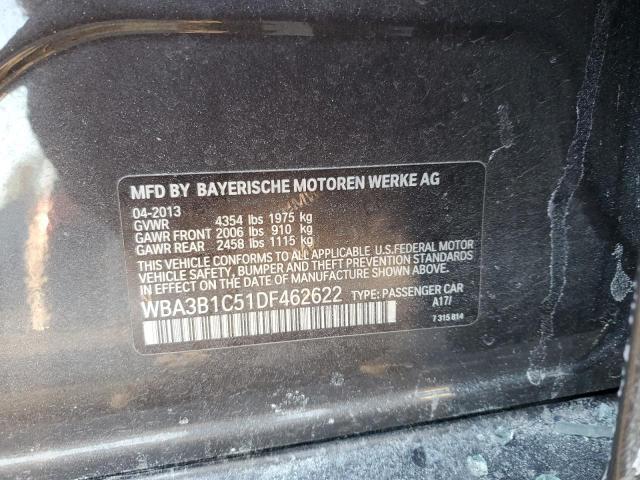 MFD BY BAYERISCHE MOTOREN WERKE AG
04-2013
GVWR 4354 lbs 1975 kg
GAWR FRONT 2006 lbs 910 kg
GAWR REAR 2458 lbs 1115 kg
THIS VEHICLE CONFORMS TO ALL APPLICABLE U.S.FEDERAL MOTOR
VEHICLE SAFETY, BUMPER AND THEFT PREVENTION STANDARDS
IN EFFECT ON THE DATE OF MANUFACTURE SHOWN ABOVE.
WBA3B1C51DF462622 TYPE: PASSENGER CAR
A17/
7 315 814